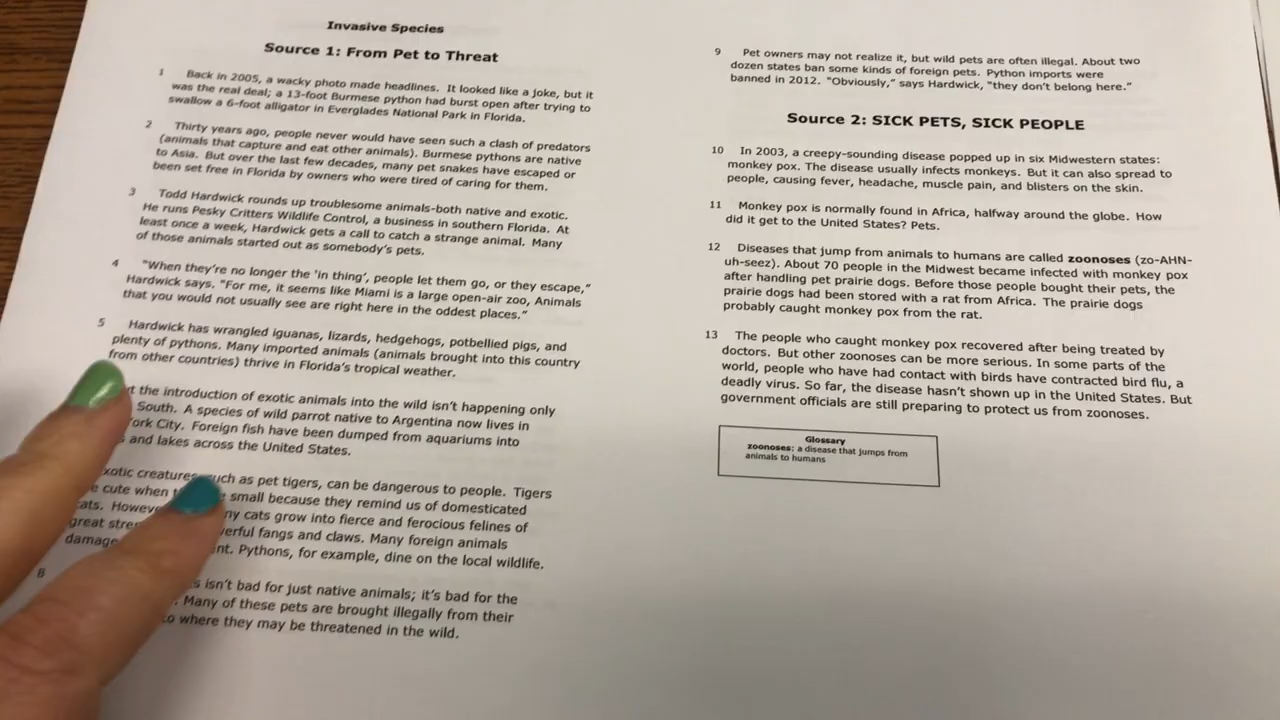 Invasive Species
Source 1: From Pet to Threat
1 Back in 2005, a wacky photo made headlines. It looked like a joke, but it
was the real deal; a 13-foot Burmese python had burst open after trying to
swallow a 6-foot alligator in Everglades National Park in Florida.
2 Thirty years ago, people never would have seen such a clash of predators
(animals that capture and eat other animals). Burmese pythons are native
to Asia. But over the last few decades, many pet snakes have escaped or
been set free in Florida by owners who were tired of caring for them.
3 Todd Hardwick rounds up troublesome animals-both native and exotic.
He runs Pesky Critters Wildlife Control, a business in southern Florida. At
least once a week, Hardwick gets a call to catch a strange animal. Many
of those animals started out as somebody's pets.
4 "When they're no longer the 'in thing', people let them go, or they escape,"
Hardwick says. "For me, it seems like Miami is a large open-air zoo, Animals
that you would not usually see are right here in the oddest places."
5 Hardwick has wrangled iguanas, lizards, hedgehogs, potbellied pigs, and
plenty of pythons. Many imported animals (animals brought into this country
from other countries) thrive in Florida's tropical weather.
the introduction of exotic animals into the wild isn't happening only
South. A species of wild parrot native to Argentina now lives in
York City. Foreign fish have been dumped from aquariums into
and lakes across the United States.
exotic creatures such as pet tigers, can be dangerous to people. Tigers
cute when small because they remind us of domesticated
cats. However cats grow into fierce and ferocious felines of
great fangs and claws. Many foreign animals
damage Pythons, for example, dine on the local wildlife.
8 isn't bad for just native animals; it's bad for the
Many of these pets are brought illegally from their
to where they may be threatened in the wild.
9 Pet owners may not realize it, but wild pets are often illegal. About two
dozen states ban some kinds of foreign pets. Python imports were
banned in 2012. "Obviously," says Hardwick, "they don't belong here."
Source 2: SICK PETS, SICK PEOPLE
10 In 2003, a creepy-sounding disease popped up in six Midwestern states:
monkey pox. The disease usually infects monkeys. But it can also spread to
people, causing fever, headache, muscle pain, and blisters on the skin.
11 Monkey pox is normally found in Africa, halfway around the globe. How
did it get to the United States? Pets.
12 Diseases that jump from animals to humans are called zoonoses (zo-AHN-
uh-seez). About 70 people in the Midwest became infected with monkey pox
after handling pet prairie dogs. Before those people bought their pets, the
prairie dogs had been stored with a rat from Africa. The prairie dogs
probably caught monkey pox from the rat.
13 The people who caught monkey pox recovered after being treated by
doctors. But other zoonoses can be more serious. In some parts of the
world, people who have had contact with birds have contracted bird flu, a
deadly virus. So far, the disease hasn't shown up in the United States. But
government officials are still preparing to protect us from zoonoses.
Glossary
zoonoses: a disease that jumps from
animals to humans